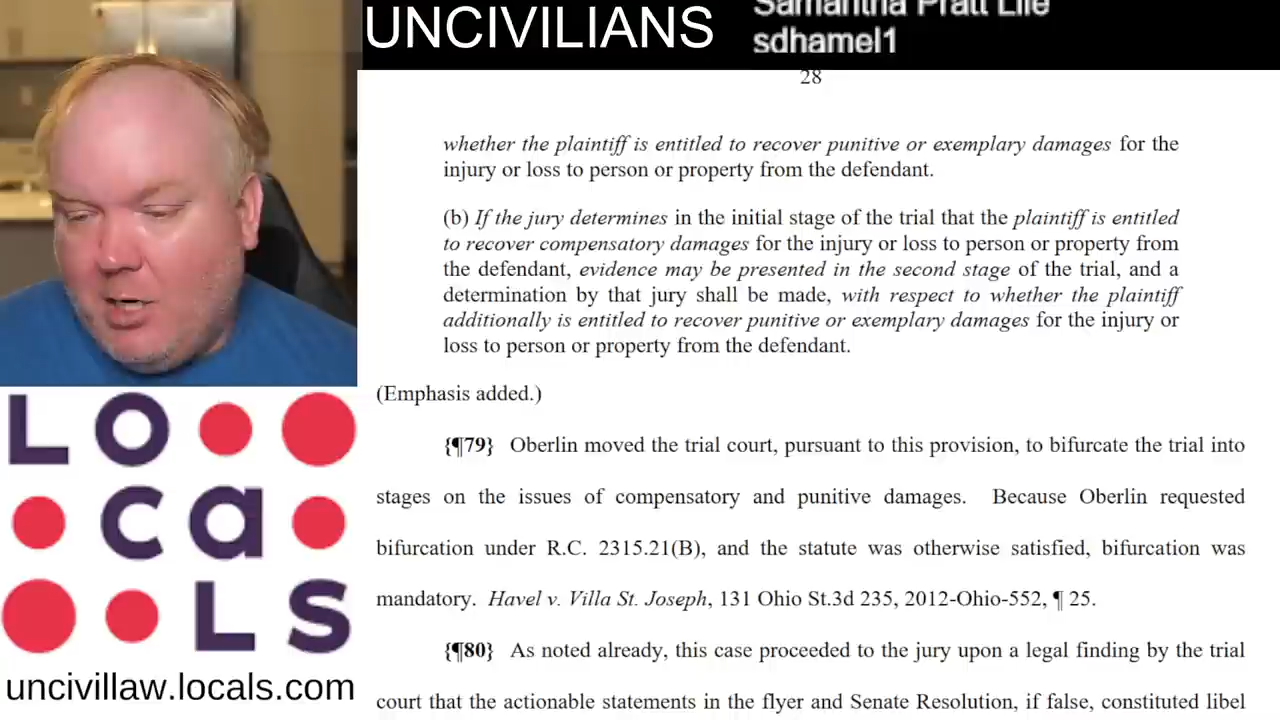 UNCIVILIANS
Samantha Pratt Life
sdhamel1
28
whether the plaintiff is entitled to recover punitive or exemplary damages for the
injury or loss to person or property from the defendant.
(b) If the jury determines in the initial stage of the trial that the plaintiff is entitled
to recover compensatory damages for the injury or loss to person or property from
the defendant, evidence may be presented in the second stage of the trial, and a
determination by that jury shall be made, with respect to whether the plaintiff
additionally is entitled to recover punitive or exemplary damages for the injury or
loss to person or property from the defendant.
(Emphasis added.)
{¶79} Oberlin moved the trial court, pursuant to this provision, to bifurcate the trial into
stages on the issues of compensatory and punitive damages. Because Oberlin requested
bifurcation under R.C. 2315.21(B), and the statute was otherwise satisfied, bifurcation was
mandatory. Havel v. Villa St. Joseph, 131 Ohio St.3d 235, 2012-Ohio-552, ¶ 25.
{¶80} As noted already, this case proceeded to the jury upon a legal finding by the trial
court that the actionable statements in the flyer and Senate Resolution, if false, constituted libel
LO
ca
LS
uncivillaw.locals.com